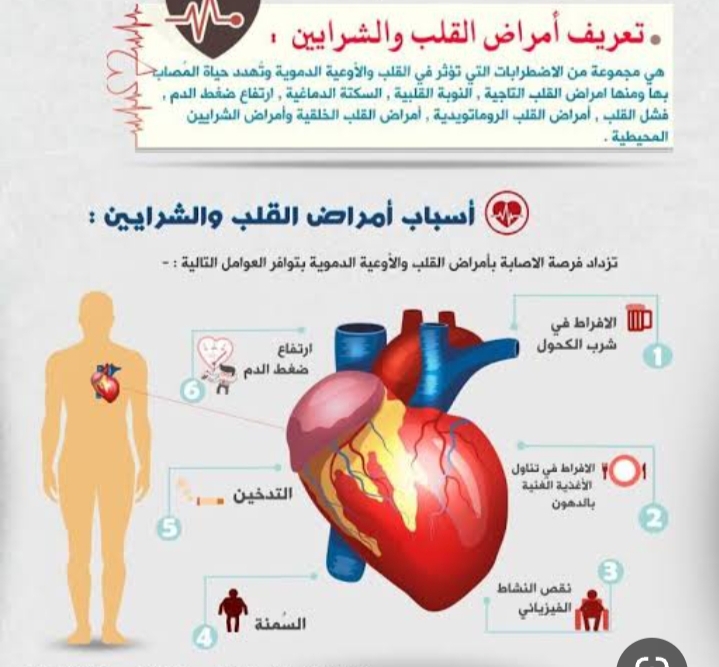 تعريف أمراض القلب والشرايين :
هي مجموعة من الاضطرابات التي تؤثر في القلب والأوعية الدموية وتُهدد حياة المُصاب
بها ومنها امراض القلب التاجية , النوبة القلبية , السكتة الدماغية , ارتفاع ضغط الدم ,
فشل القلب , أمراض القلب الروماتويدية , أمراض القلب الخلقية وأمراض الشرايين
المحيطية .
أسباب أمراض القلب والشرايين :
تزداد فرصة الاصابة بأمراض القلب والأوعية الدموية بتوافر العوامل التالية : -
الافراط في
شرب الكحول
1
الافراط في تناول
الأغذية الغنية
بالدهون
2
3
نقص النشاط
الفيزيائي
السُمنة
4
التدخين
5
ارتفاع
ضغط الدم
6